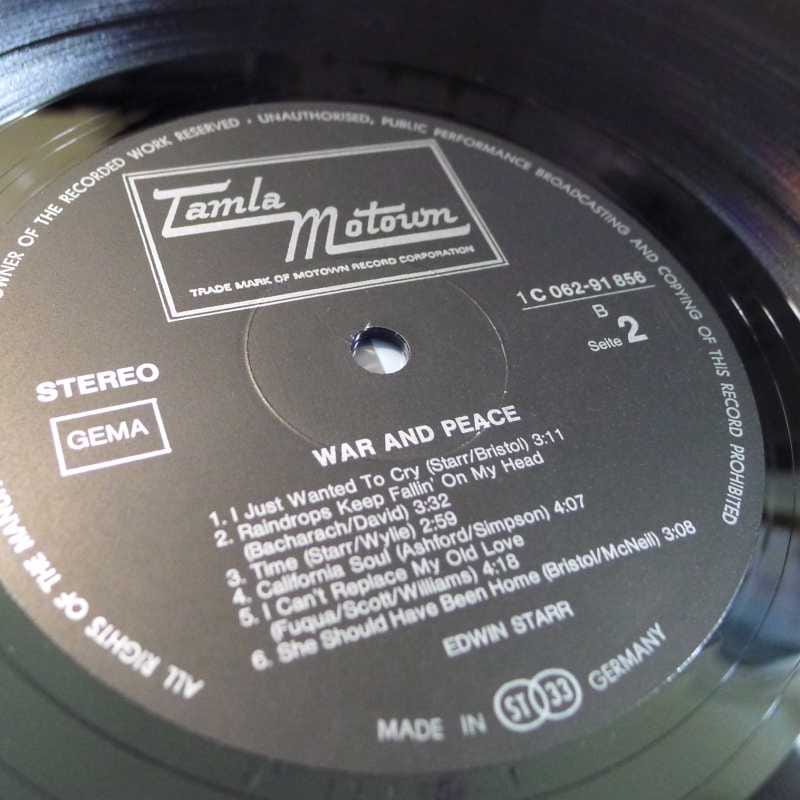 OWNER OF THE RECORDED WORK RESERVED · UNAUTHORISED, PUBLIC PERFORMANCE BROADCASTING AND COPYING OF THIS RECORD PROHIBITED
Tamla
Motown
TRADE MARK OF MOTOWN RECORD CORPORATION
1 C 062-91 856
B
Seite 2
STEREO
GEMA
WAR AND PEACE
1. I Just Wanted To Cry (Starr/Bristol) 3:11
2. Raindrops Keep Fallin' On My Head
(Bacharach/David) 3:32
3. Time (Starr/Wylie) 2:59
4. California Soul (Ashford/Simpson) 4:07
5. I Can't Replace My Old Love
(Fuqua/Scott/Williams) 4:18
6. She Should Have Been Home (Bristol/McNeil) 3:08
EDWIN STARR
MADE IN ST 33 GERMANY
ALL RIGHTS OF THE